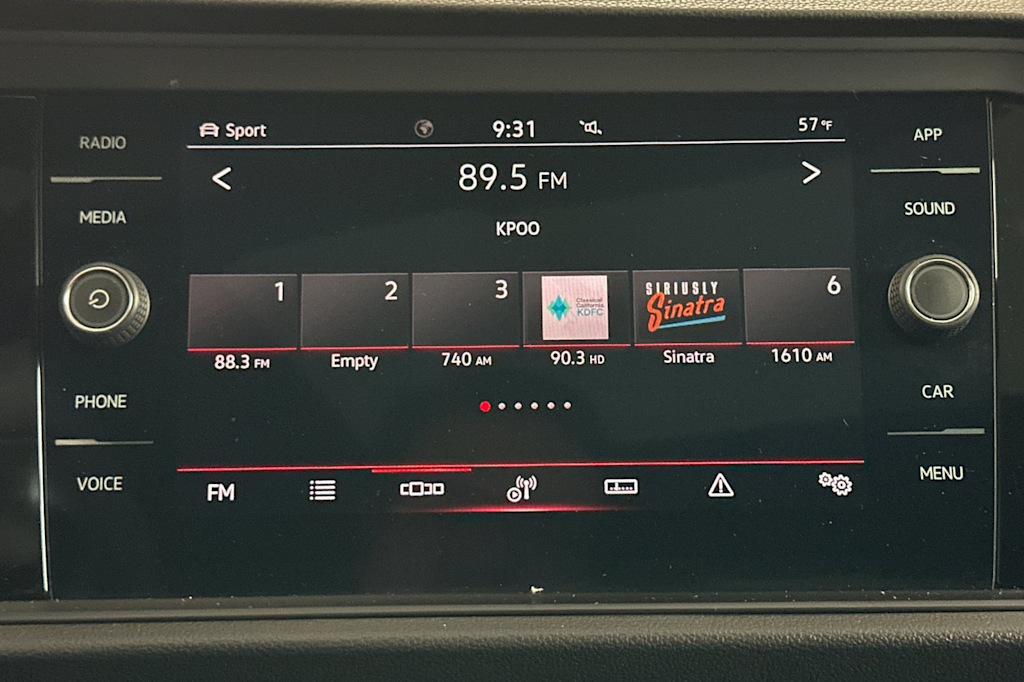 RADIO
MEDIA
PHONE
VOICE
Sport
9:31
57°F
89.5 FM
KPOO
1
2
3
Classical
California
KDFC
SIRIUSLY
Sinatra
6
88.3 FM
Empty
740 AM
90.3 HD
Sinatra
1610 AM
FM
APP
SOUND
CAR
MENU